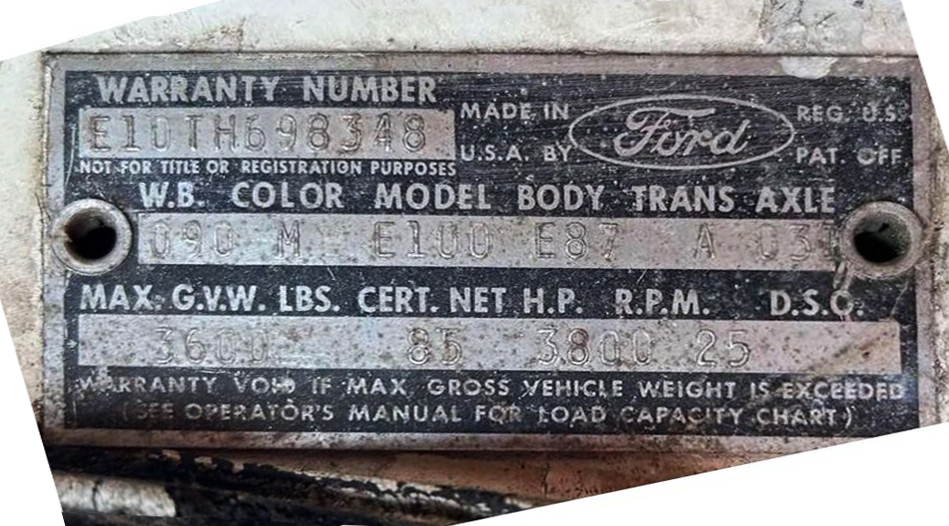 WARRANTY NUMBER
MADE IN
Ford
REG. U.S.
E10TH698348
U.S.A. BY
PAT. OFF.
NOT FOR TITLE OR REGISTRATION PURPOSES
W.B. COLOR MODEL BODY TRANS AXLE
090 M E100 E87 A
MAX. G.V.W. LBS. CERT. NET H.P. R.P.M. D.S.O.
3600 85 3800 25
WARRANTY VOID IF MAX GROSS VEHICLE WEIGHT IS EXCEEDED
(SEE OPERATOR'S MANUAL FOR LOAD CAPACITY CHART)